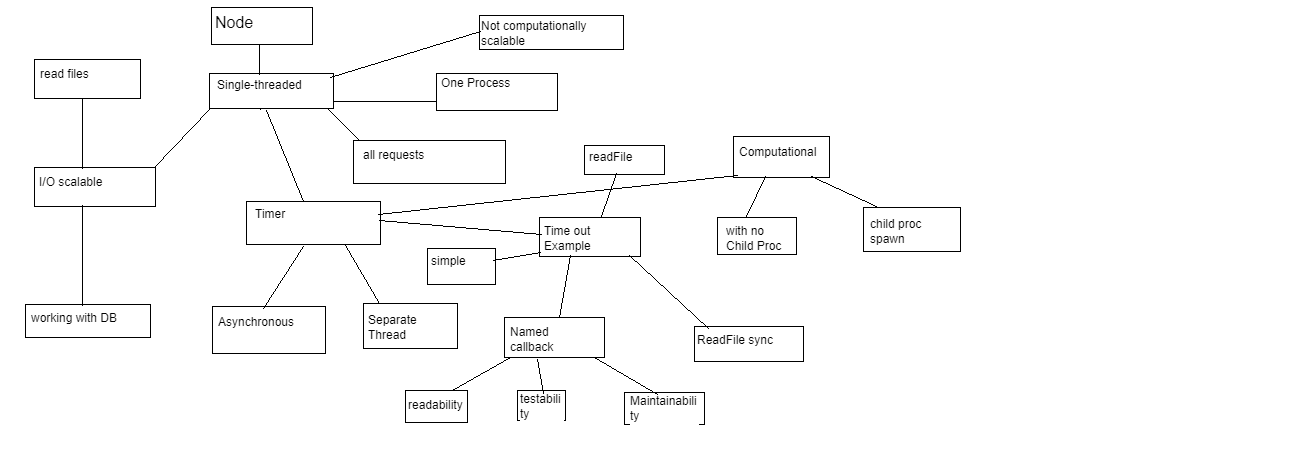 Node
Not computationally
scalable
read files
Single-threaded
One Process
all requests
I/O scalable
readFile
Computational
Timer
Time out
Example
with no
Child Proc
child proc
spawn
simple
working with DB
Asynchronous
Separate
Thread
Named
callback
ReadFile sync
readability
testabili
ty
Maintainabili
ty